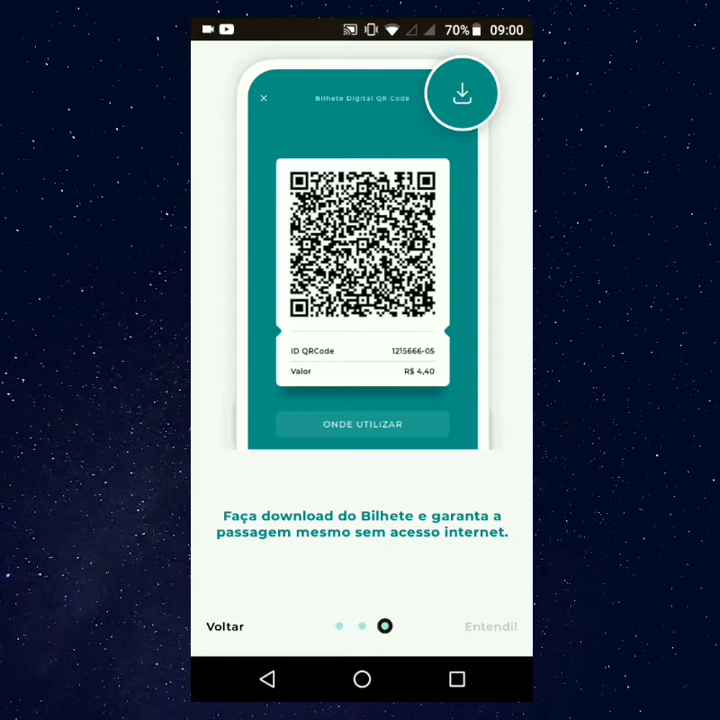 70% 09:00
Bilhete Digital QR Code
ID QRCode 1215666-05
Valor R$ 4,40
ONDE UTILIZAR
Faça download do Bilhete e garanta a
passagem mesmo sem acesso internet.
Voltar Entendi!